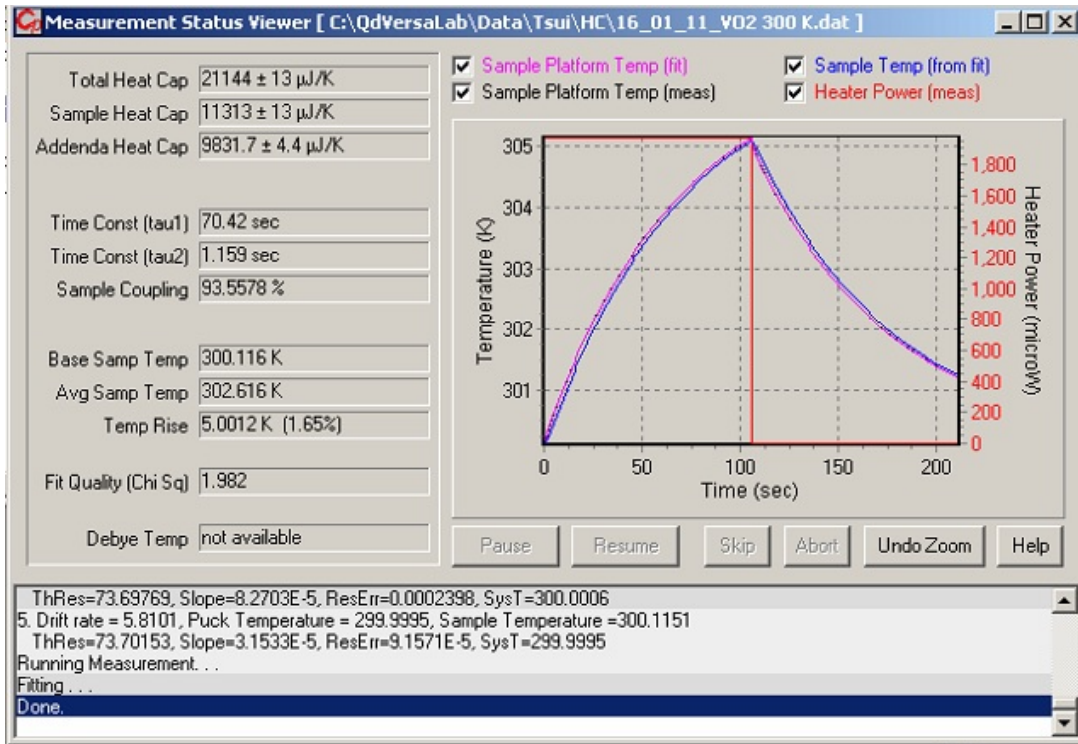 Measurement Status Viewer [ C:\QdVersaLab\Data\Tsui\HC\16_01_11_VO2 300 K.dat ]
Total Heat Cap 21144 ± 13 µJ/K
Sample Heat Cap 11313 ± 13 µJ/K
Addenda Heat Cap 9831.7 ± 4.4 µJ/K
Time Const (tau1) 70.42 sec
Time Const (tau2) 1.159 sec
Sample Coupling 93.5578 %
Base Samp Temp 300.116 K
Avg Samp Temp 302.616 K
Temp Rise 5.0012 K (1.65%)
Fit Quality (Chi Sq) 1.982
Debye Temp not available
Sample Platform Temp (fit)
Sample Temp (from fit)
Sample Platform Temp (meas)
Heater Power (meas)
Temperature (K)
305
304
303
302
301
0 50 100 150 200
Time (sec)
1,800
1,600
1,400
1,200
1,000
800
600
400
200
0
Heater Power (microW)
Pause Resume Skip Abort Undo Zoom Help
ThRes=73.69769, Slope=8.2703E-5, ResErr=0.0002398, SysT=300.0006
5. Drift rate = 5.8101, Puck Temperature = 299.9995, Sample Temperature =300.1151
ThRes=73.70153, Slope=3.1533E-5, ResErr=9.1571E-5, SysT=299.9995
Running Measurement. . .
Fitting . . .
Done.